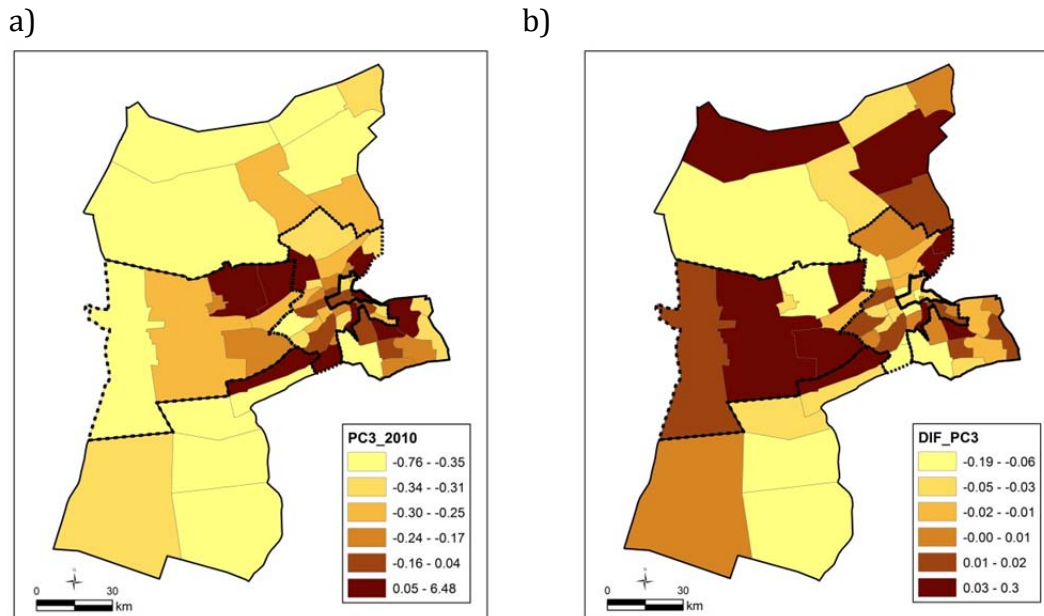 a)
b)
PC3_2010
-0.76 - -0.35
-0.34 - -0.31
-0.30 - -0.25
-0.24 - -0.17
-0.16 - 0.04
0.05 - 6.48
0 30
km
DIF_PC3
-0.19 - -0.06
-0.05 - -0.03
-0.02 - -0.01
-0.00 - 0.01
0.01 - 0.02
0.03 - 0.3
0 30
km